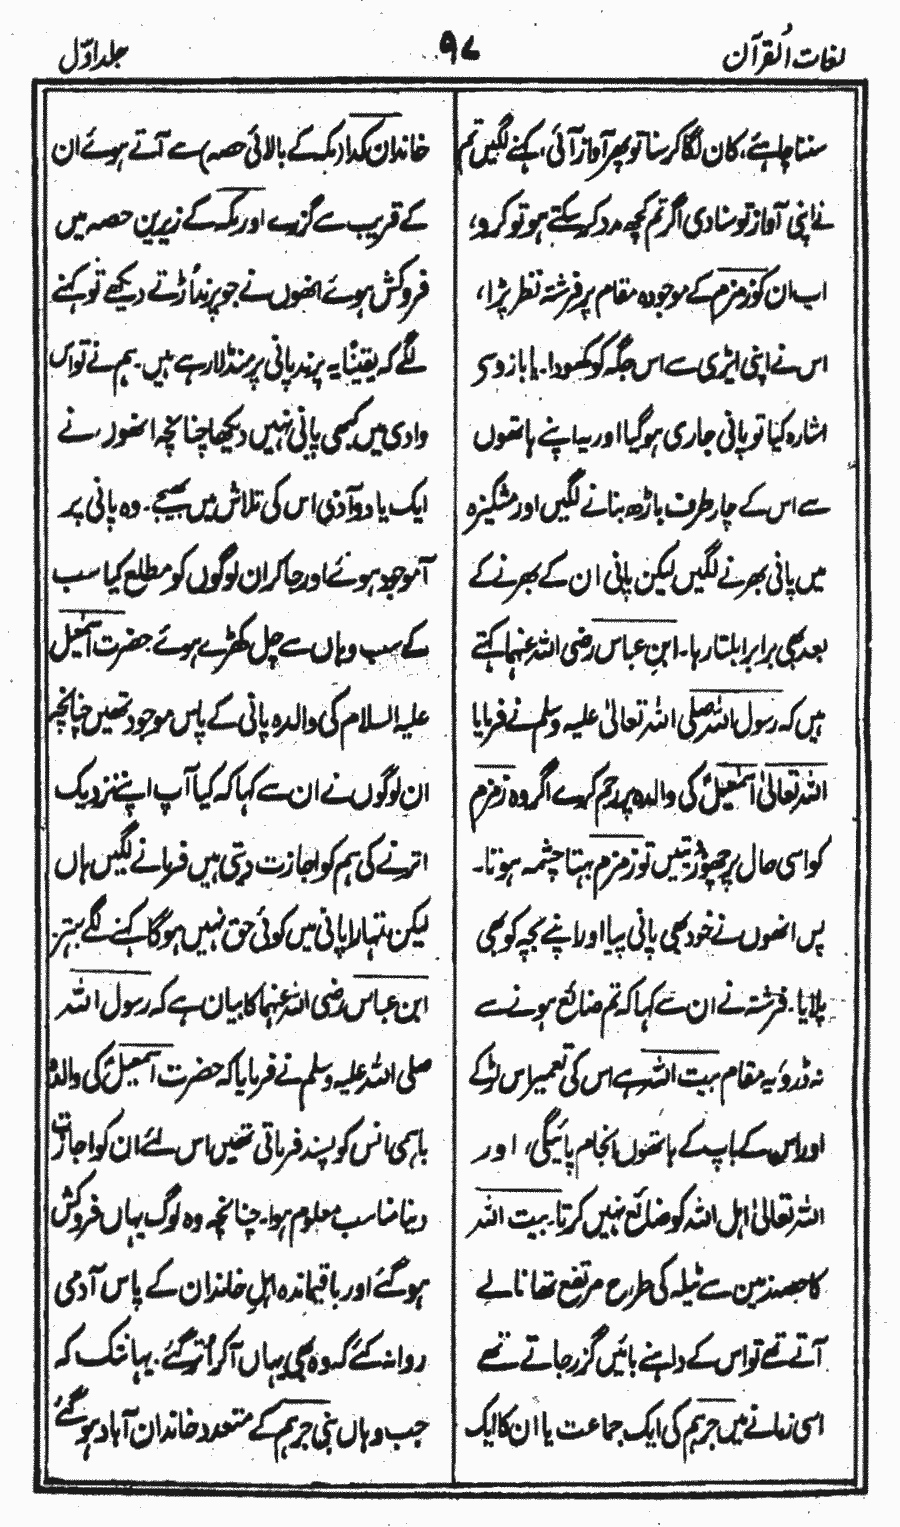 لغات القرآن
۹۷
جلد اوّل
سننا چاہئے، کان لگا کر سنا تو پھر آواز آئی، کہنے لگیں تم
نے اپنی آواز تو سنا دی اگر تم کچھ مدد کر سکتے ہو تو کرو،
اب ان کو زمزم کے موجودہ مقام پر فرشتہ نظر پڑا،
اس نے اپنی ایڑی سے اس جگہ کو کھودا۔ یا بازو سے
اشارہ کیا تو پانی جاری ہو گیا اور یہ اپنے ہاتھوں
سے اس کے چار طرف باڑھ بنانے لگیں اور مشکیزہ
میں پانی بھرنے لگیں لیکن پانی ان کے بھرنے کے
بعد بھی برابر ابلتا رہا۔ ابن عباس رضی اللہ عنہما کہتے
ہیں کہ رسول اللہ صلی اللہ تعالیٰ علیہ وسلم نے فرمایا
اللہ تعالیٰ اسمٰعیلؑ کی والدہ پر رحم کرے اگر وہ زمزم
کو اسی حال پر چھوڑ دیتیں تو زمزم بہتا چشمہ ہوتا۔
پس انھوں نے خود بھی پانی پیا اور اپنے بچہ کو بھی
پلایا۔ فرشتہ نے ان سے کہا کہ تم ضائع ہونے سے
نہ ڈرو یہ مقام بیت اللہ ہے اس کی تعمیر اس لڑکے
اور اس کے باپ کے ہاتھوں انجام پائیگی، اور
اللہ تعالیٰ اہل اللہ کو ضائع نہیں کرتا۔ بیت اللہ
کا حصہ زمین سے ٹیلہ کی طرح مرتفع تھا نالے
آتے تھے تو اس کے داہنے بائیں گزر جاتے تھے
اسی زمانے میں جرہم کی ایک جماعت یا ان کا ایک
خاندان کداء (مکہ کے بالائی حصہ) سے آتے ہوئے ان
کے قریب سے گزرے اور مکہ کے زیریں حصہ میں
فروکش ہوئے انھوں نے جو پرند اُڑتے دیکھے تو کہنے
لگے کہ یقینًا یہ پرند پانی پر منڈلا رہے ہیں۔ ہم نے تو اس
وادی میں کبھی پانی نہیں دیکھا چنانچہ انھوں نے
ایک یا دو آدمی اس کی تلاش میں بھیجے۔ وہ پانی پر
آموجود ہوئے اور جا کر ان لوگوں کو مطلع کیا سب
کے سب وہاں سے چل کھڑے ہوئے حضرت اسمٰعیل
علیہ السلام کی والدہ پانی کے پاس موجود تھیں چنانچہ
ان لوگوں نے ان سے کہا کہ کیا آپ اپنے نزدیک
اترنے کی ہم کو اجازت دیتی ہیں فرمانے لگیں ہاں
لیکن تمہارا پانی میں کوئی حق نہیں ہوگا کہنے لگے بہتر
ابن عباس رضی اللہ عنہما کا بیان ہے کہ رسول اللہ
صلی اللہ علیہ وسلم نے فرمایا کہ حضرت اسمٰعیلؑ کی والدہ
باہمی انس کو پسند فرماتی تھیں اس لئے ان کو اجازت
دینا مناسب معلوم ہوا۔ چنانچہ وہ لوگ یہاں فروکش
ہو گئے اور باقیماندہ اہلِ خاندان کے پاس آدمی
روانہ کئے کہ وہ بھی یہاں آکر اُتر گئے۔ یہانتک کہ
جب وہاں بنی جرہم کے متعدد خاندان آباد ہو گئے